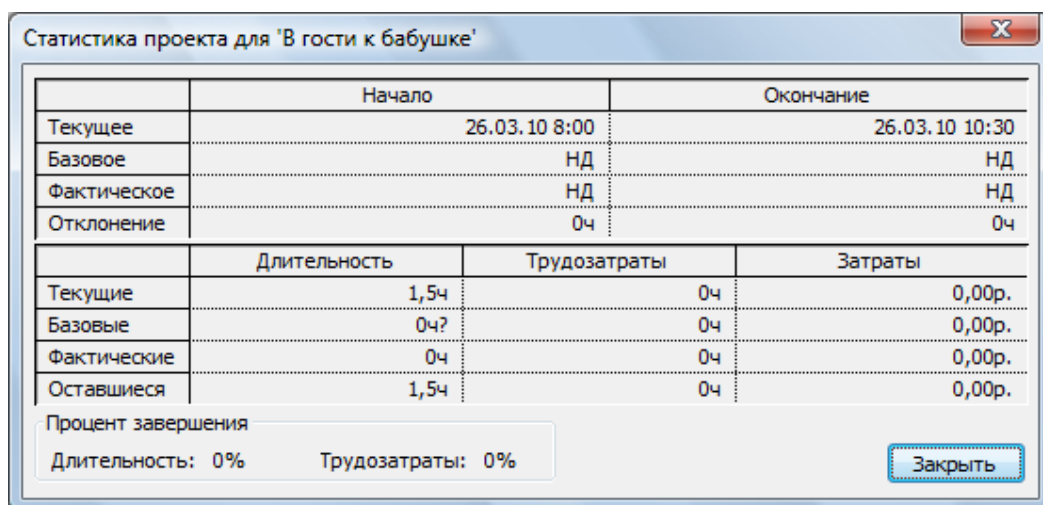 Статистика проекта для 'В гости к бабушке'
Начало Окончание
Текущее 26.03.10 8:00 26.03.10 10:30
Базовое НД НД
Фактическое НД НД
Отклонение 0ч 0ч
Длительность Трудозатраты Затраты
Текущие 1,5ч 0ч 0,00р.
Базовые 0ч? 0ч 0,00р.
Фактические 0ч 0ч 0,00р.
Оставшиеся 1,5ч 0ч 0,00р.
Процент завершения
Длительность: 0% Трудозатраты: 0%
Закрыть